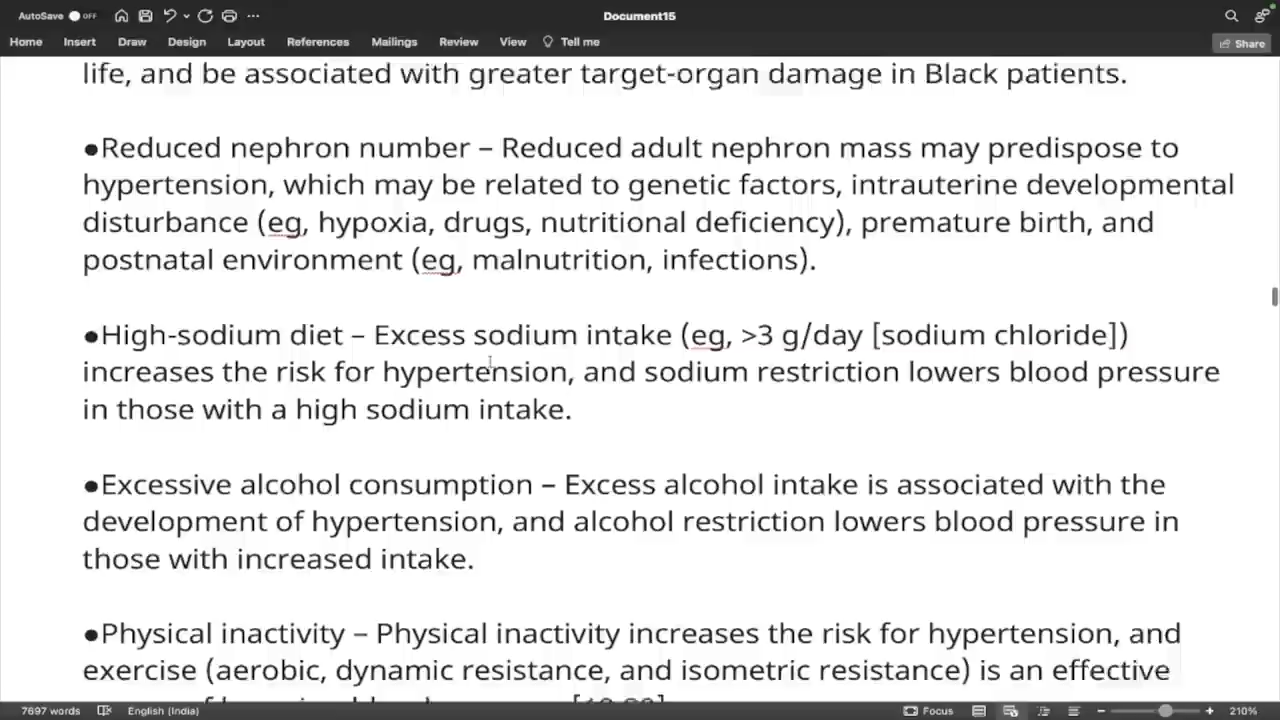 AutoSave OFF
Document15
Home Insert Draw Design Layout References Mailings Review View Tell me
Share
life, and be associated with greater target-organ damage in Black patients.
●Reduced nephron number – Reduced adult nephron mass may predispose to
hypertension, which may be related to genetic factors, intrauterine developmental
disturbance (eg, hypoxia, drugs, nutritional deficiency), premature birth, and
postnatal environment (eg, malnutrition, infections).
●High-sodium diet – Excess sodium intake (eg, >3 g/day [sodium chloride])
increases the risk for hypertension, and sodium restriction lowers blood pressure
in those with a high sodium intake.
●Excessive alcohol consumption – Excess alcohol intake is associated with the
development of hypertension, and alcohol restriction lowers blood pressure in
those with increased intake.
●Physical inactivity – Physical inactivity increases the risk for hypertension, and
exercise (aerobic, dynamic resistance, and isometric resistance) is an effective
7697 words English (India) Focus 210%